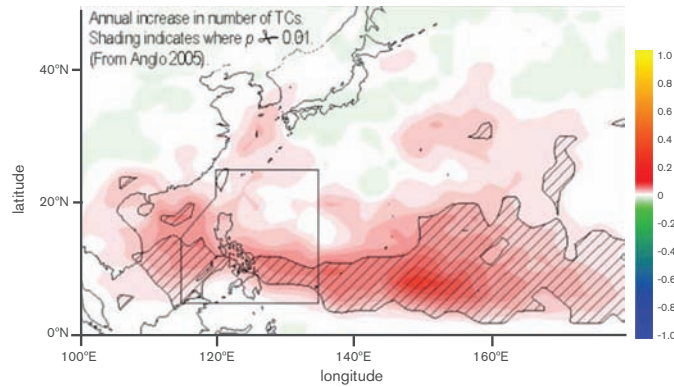 Annual increase in number of TCs.
Shading indicates where p < 0.01.
(From Anglo 2005).
40°N
20°N
0°N
latitude
100°E
120°E
140°E
160°E
longitude
1.0
0.8
0.6
0.4
0.2
0
-0.2
-0.4
-0.6
-0.8
-1.0